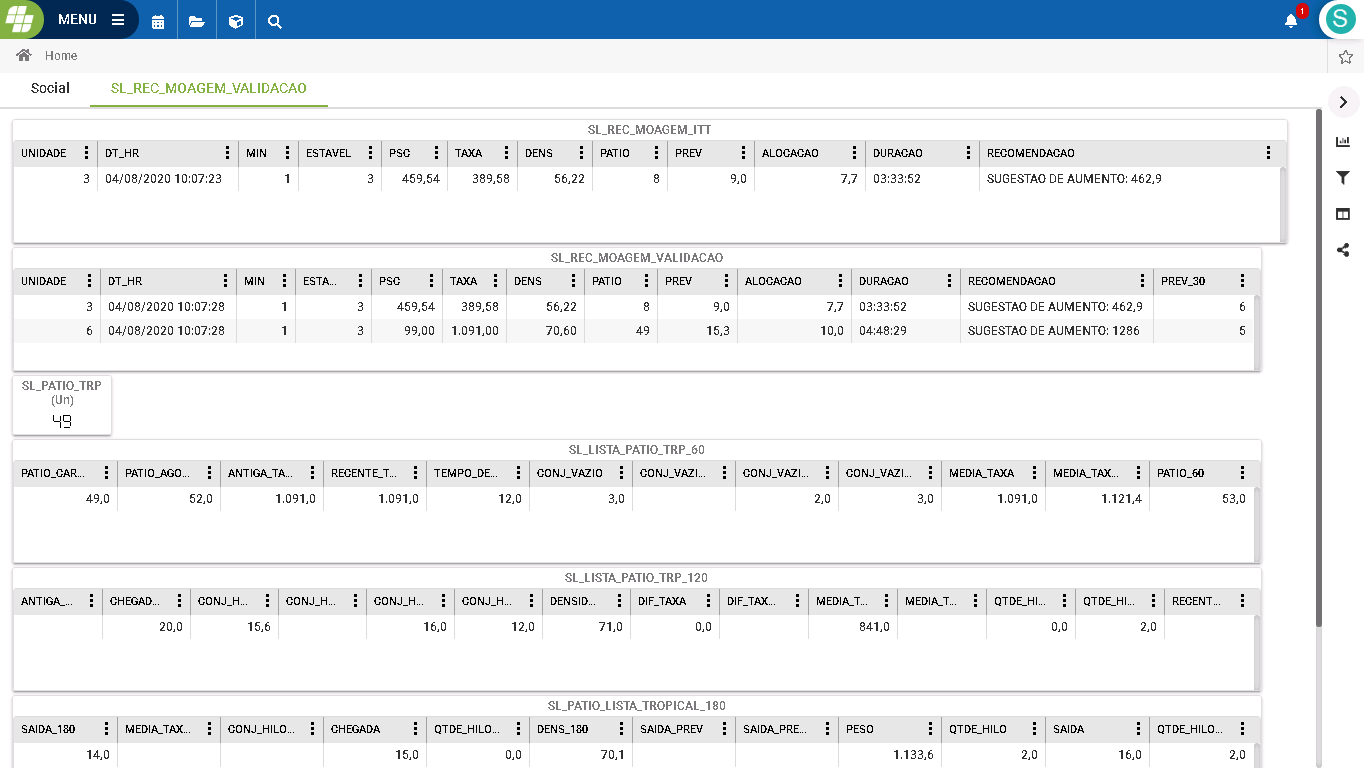 MENU
1
S
Home
Social SL_REC_MOAGEM_VALIDACAO
SL_REC_MOAGEM_ITT
UNIDADE DT_HR MIN ESTAVEL PSC TAXA DENS PATIO PREV ALOCACAO DURACAO RECOMENDACAO
3 04/08/2020 10:07:23 1 3 459,54 389,58 56,22 8 9,0 7,7 03:33:52 SUGESTAO DE AUMENTO: 462,9
SL_REC_MOAGEM_VALIDACAO
UNIDADE DT_HR MIN ESTA... PSC TAXA DENS PATIO PREV ALOCACAO DURACAO RECOMENDACAO PREV_30
3 04/08/2020 10:07:28 1 3 459,54 389,58 56,22 8 9,0 7,7 03:33:52 SUGESTAO DE AUMENTO: 462,9 6
6 04/08/2020 10:07:28 1 3 99,00 1.091,00 70,60 49 15,3 10,0 04:48:29 SUGESTAO DE AUMENTO: 1286 5
SL_PATIO_TRP
(Un)
49
SL_LISTA_PATIO_TRP_60
PATIO_CAR... PATIO_AGO... ANTIGA_TA... RECENTE_T... TEMPO_DE... CONJ_VAZIO CONJ_VAZI... CONJ_VAZI... CONJ_VAZI... MEDIA_TAXA MEDIA_TAX... PATIO_60
49,0 52,0 1.091,0 1.091,0 12,0 3,0 2,0 3,0 1.091,0 1.121,4 53,0
SL_LISTA_PATIO_TRP_120
ANTIGA_... CHEGAD... CONJ_H... CONJ_H... CONJ_H... CONJ_H... DENSID... DIF_TAXA DIF_TAX... MEDIA_T... MEDIA_T... QTDE_HI... QTDE_HI... RECENT...
20,0 15,6 16,0 12,0 71,0 0,0 841,0 0,0 2,0
SL_PATIO_LISTA_TROPICAL_180
SAIDA_180 MEDIA_TAX... CONJ_HILO... CHEGADA QTDE_HILO... DENS_180 SAIDA_PREV SAIDA_PRE... PESO QTDE_HILO SAIDA QTDE_HILO...
14,0 15,0 0,0 70,1 1.133,6 2,0 16,0 2,0